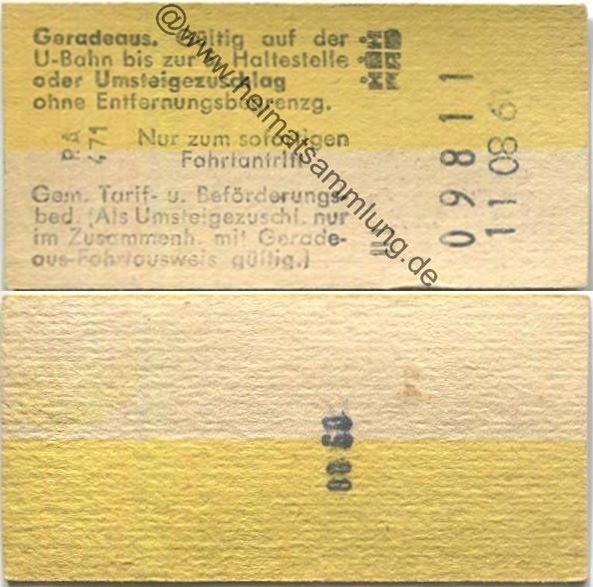 Geradeaus. Gültig auf der
U-Bahn bis zur Haltestelle
oder Umsteigezuschlag
ohne Entfernungsbegrenzg.
Nur zum sofortigen
Fahrtantritt
Gem. Tarif- u. Beförderungs-
bed. (Als Umsteigezuschl. nur
im Zusammenh. mit Gerade-
aus-Fahrtausweis gültig.)
471
09811
11 08 6
@www.heimatsammlung.de